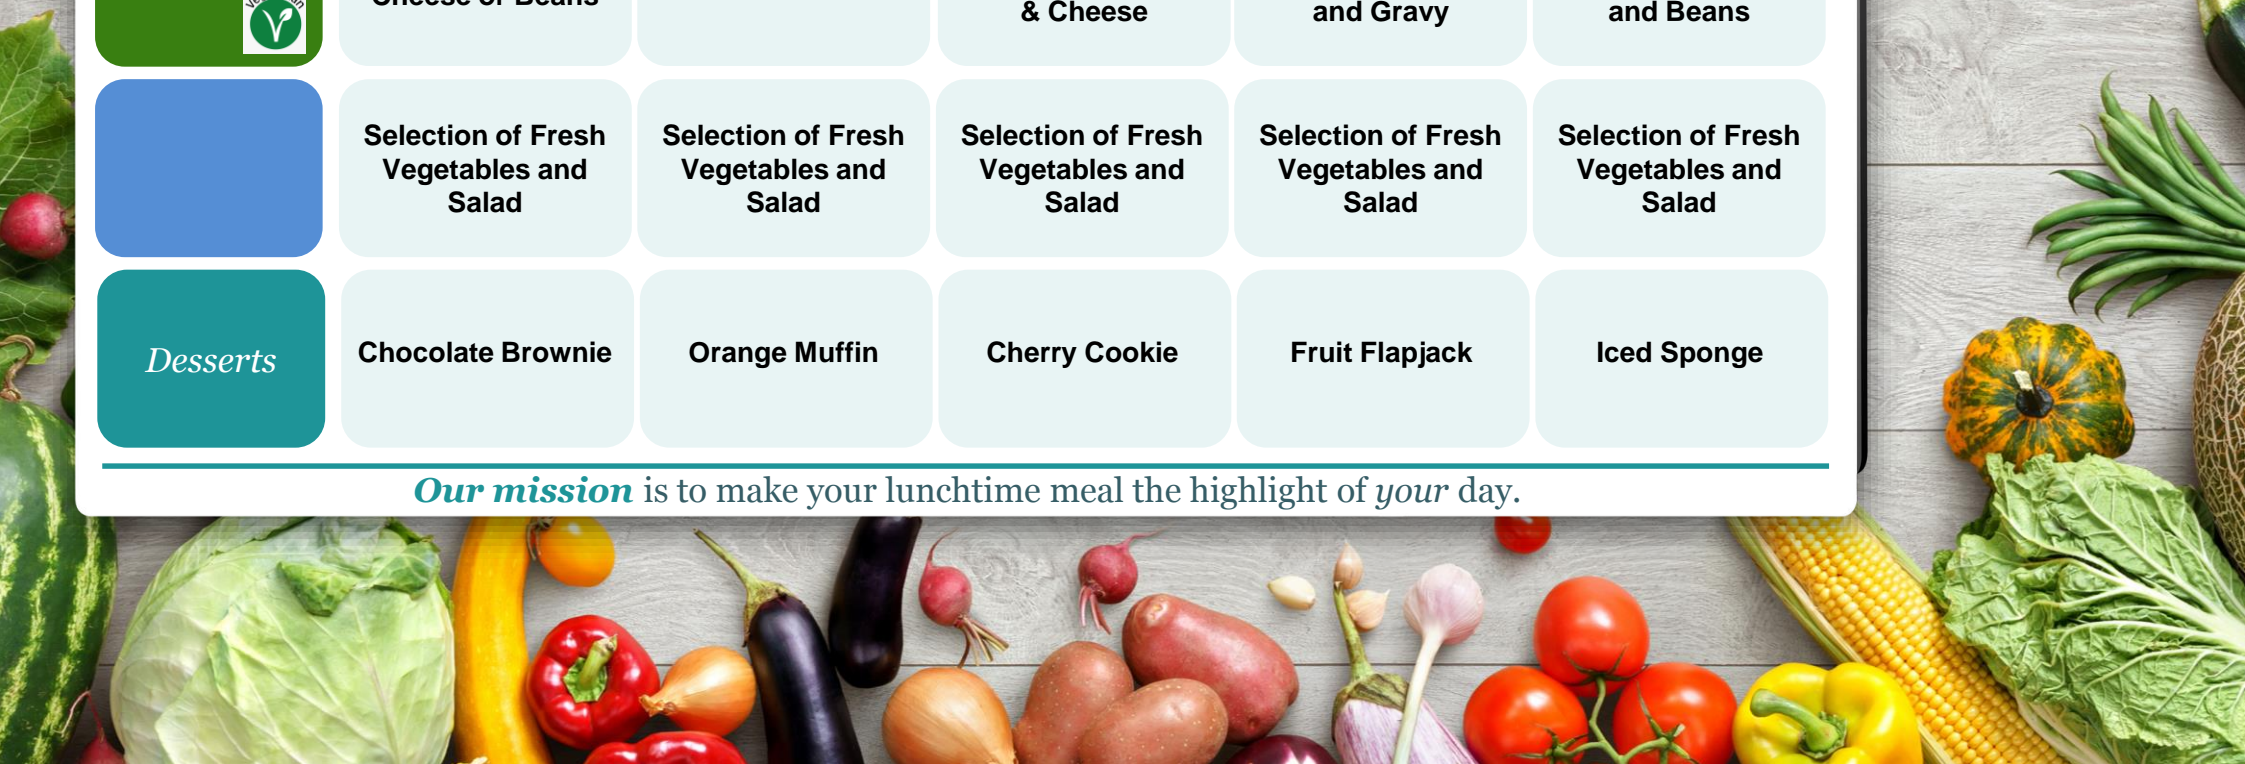 Cheese or Beans
& Cheese
and Gravy
and Beans
Selection of Fresh
Vegetables and
Salad
Selection of Fresh
Vegetables and
Salad
Selection of Fresh
Vegetables and
Salad
Selection of Fresh
Vegetables and
Salad
Selection of Fresh
Vegetables and
Salad
Desserts
Chocolate Brownie
Orange Muffin
Cherry Cookie
Fruit Flapjack
Iced Sponge
Our mission is to make your lunchtime meal the highlight of your day.